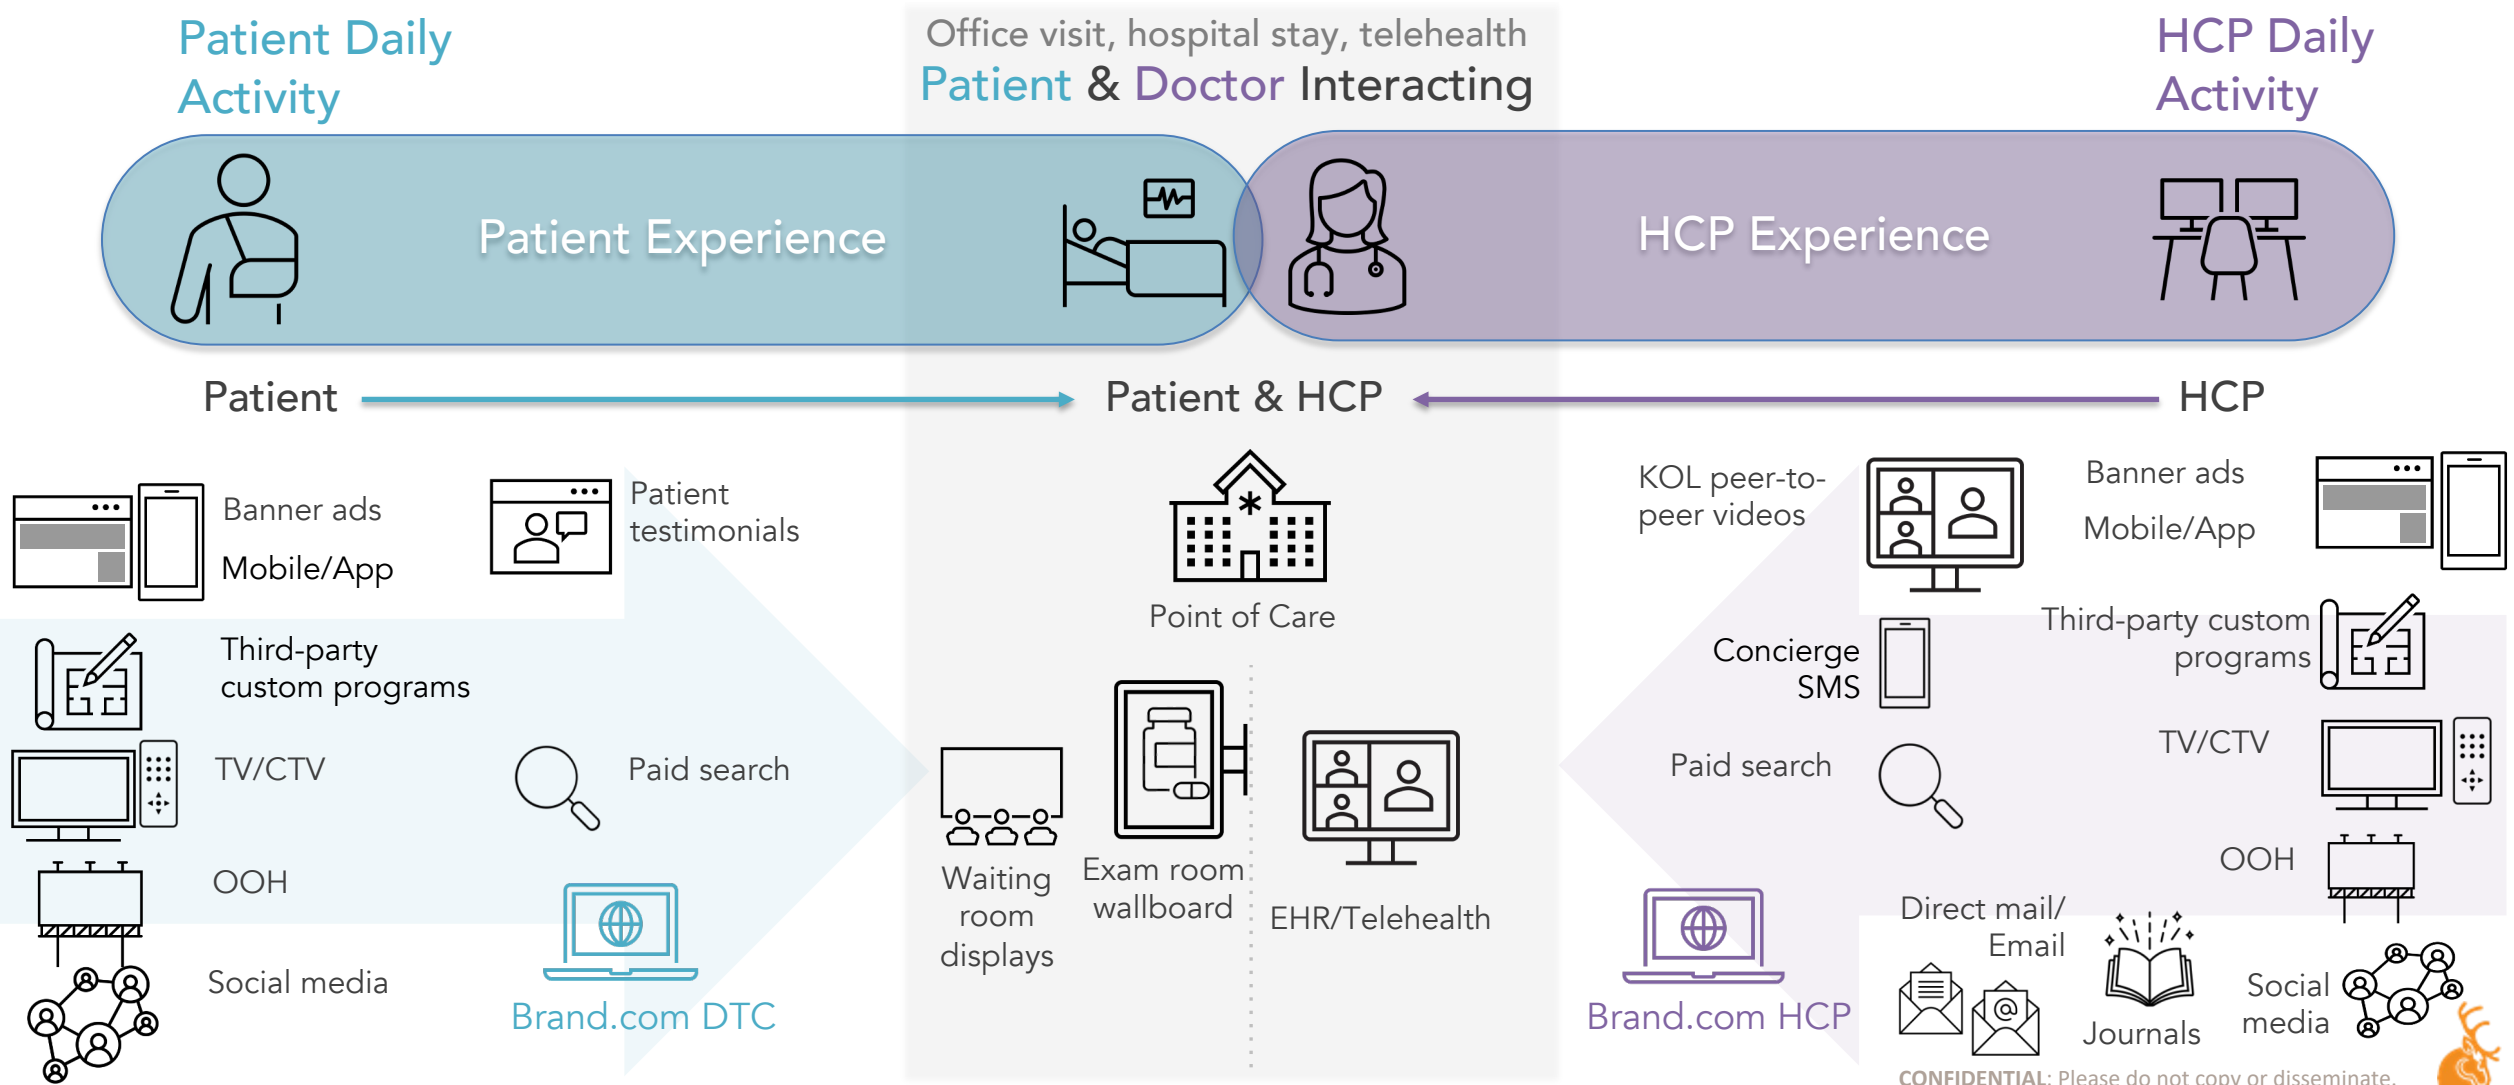 Patient Daily
Activity
Office visit, hospital stay, telehealth
Patient & Doctor Interacting
HCP Daily
Activity
Patient Experience
HCP Experience
Patient
Patient & HCP
HCP
Banner ads
Mobile/App
Patient
testimonials
Third-party
custom programs
TV/CTV
Paid search
OOH
Social media
Brand.com DTC
Point of Care
Waiting
room
displays
Exam room
wallboard
EHR/Telehealth
KOL peer-to-
peer videos
Banner ads
Mobile/App
Concierge
SMS
Third-party custom
programs
Paid search
TV/CTV
OOH
Brand.com HCP
Direct mail/
Email
@
Journals
Social
media
CONFIDENTIAL: Please do not copy or disseminate.